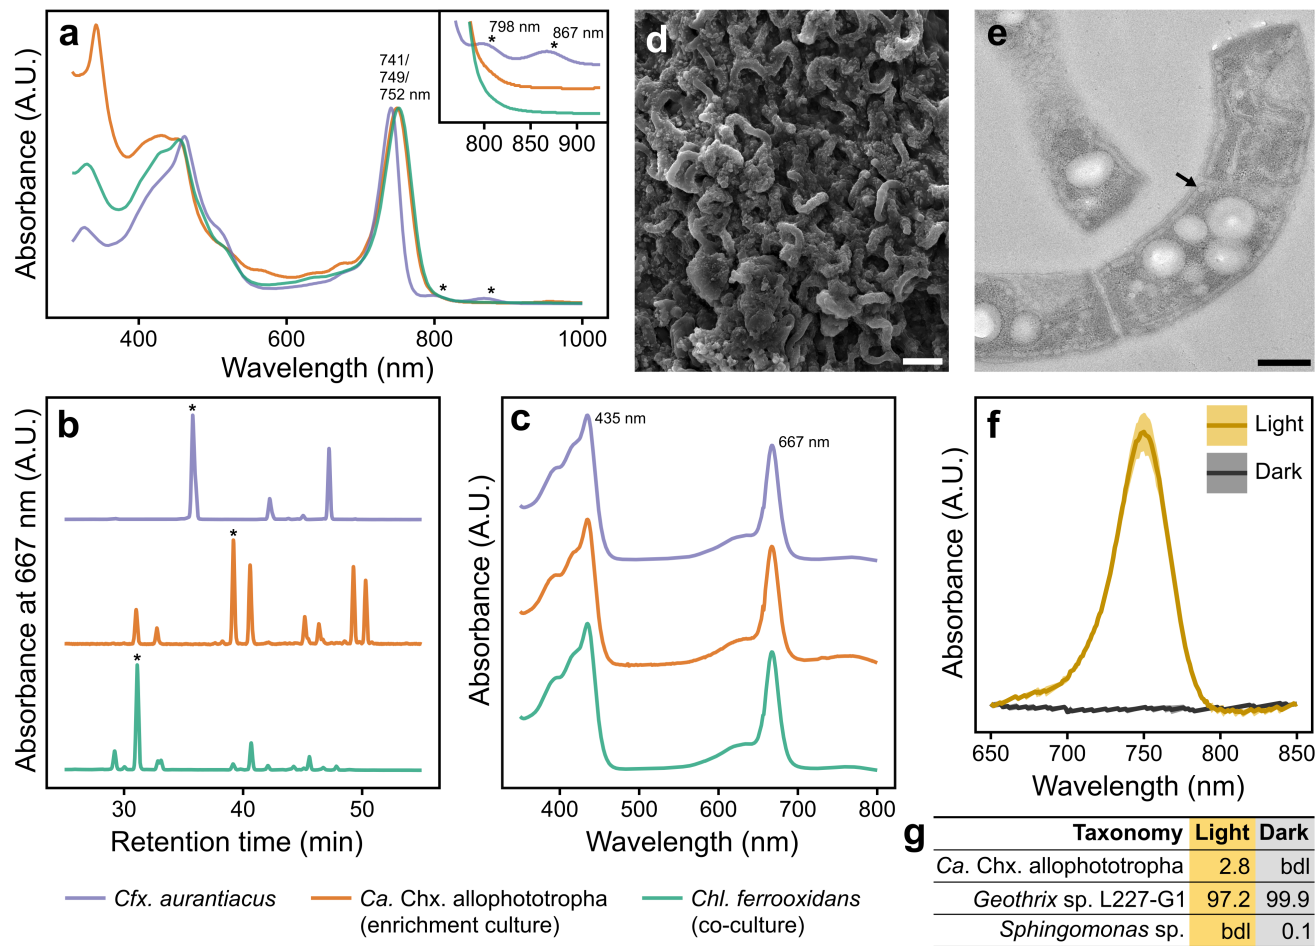 a
Absorbance (A.U.)
741/
749/
752 nm
798 nm
867 nm
*
*
800 850 900
*
*
400 600 800 1000
Wavelength (nm)
d
e
b
Absorbance at 667 nm (A.U.)
*
*
*
30 40 50
Retention time (min)
c
Absorbance (A.U.)
435 nm
667 nm
400 500 600 700 800
Wavelength (nm)
f
Absorbance (A.U.)
Light
Dark
650 700 750 800 850
Wavelength (nm)
g
Taxonomy Light Dark
Ca. Chx. allophototropha 2.8 bdl
Geothrix sp. L227-G1 97.2 99.9
Sphingomonas sp. bdl 0.1
Cfx. aurantiacus
Ca. Chx. allophototropha
(enrichment culture)
Chl. ferrooxidans
(co-culture)